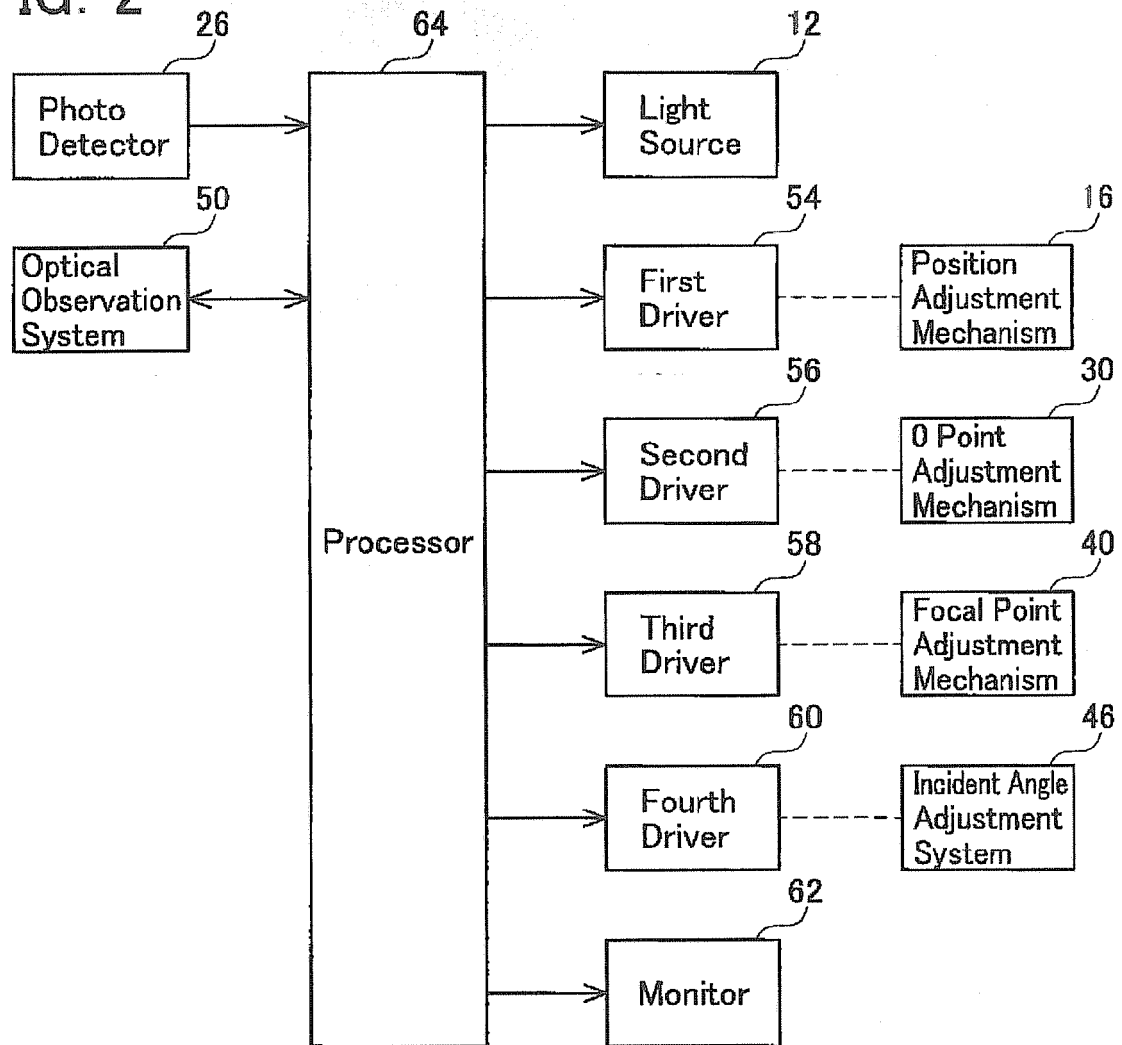 IG. 2
26
64
12
Photo
Detector
Light
Source
50
54
16
Optical
Observation
System
First
Driver
Position
Adjustment
Mechanism
56
30
Second
Driver
0 Point
Adjustment
Mechanism
Processor
58
40
Third
Driver
Focal Point
Adjustment
Mechanism
60
46
Fourth
Driver
Incident Angle
Adjustment
System
62
Monitor